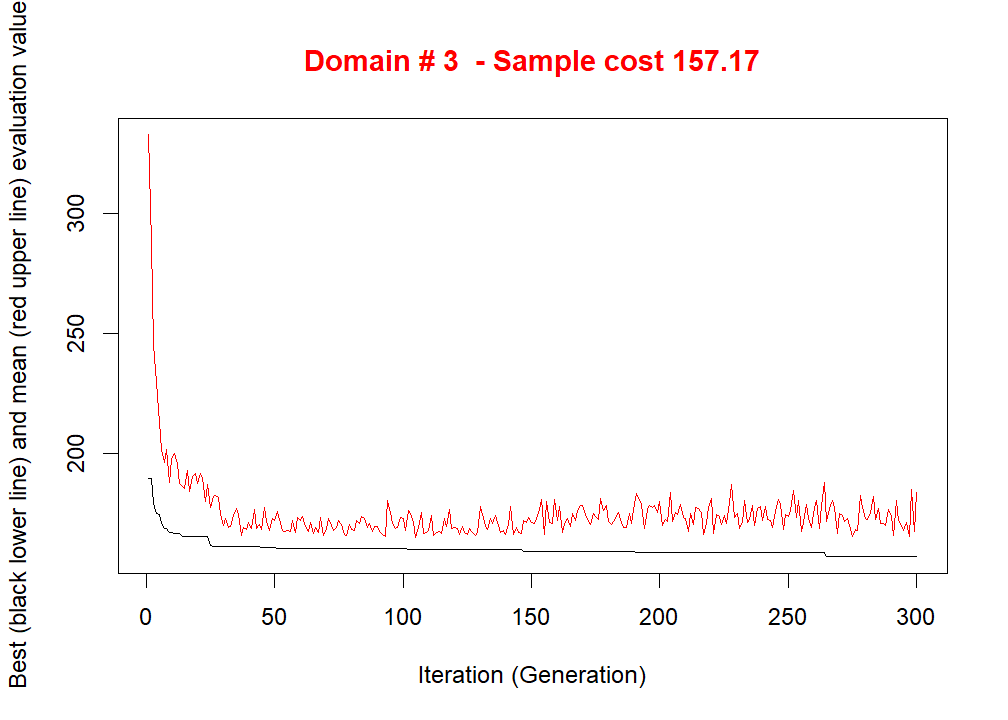 Domain # 3  - Sample cost 157.17
Best (black lower line) and mean (red upper line) evaluation value
300
250
200
0 50 100 150 200 250 300
Iteration (Generation)